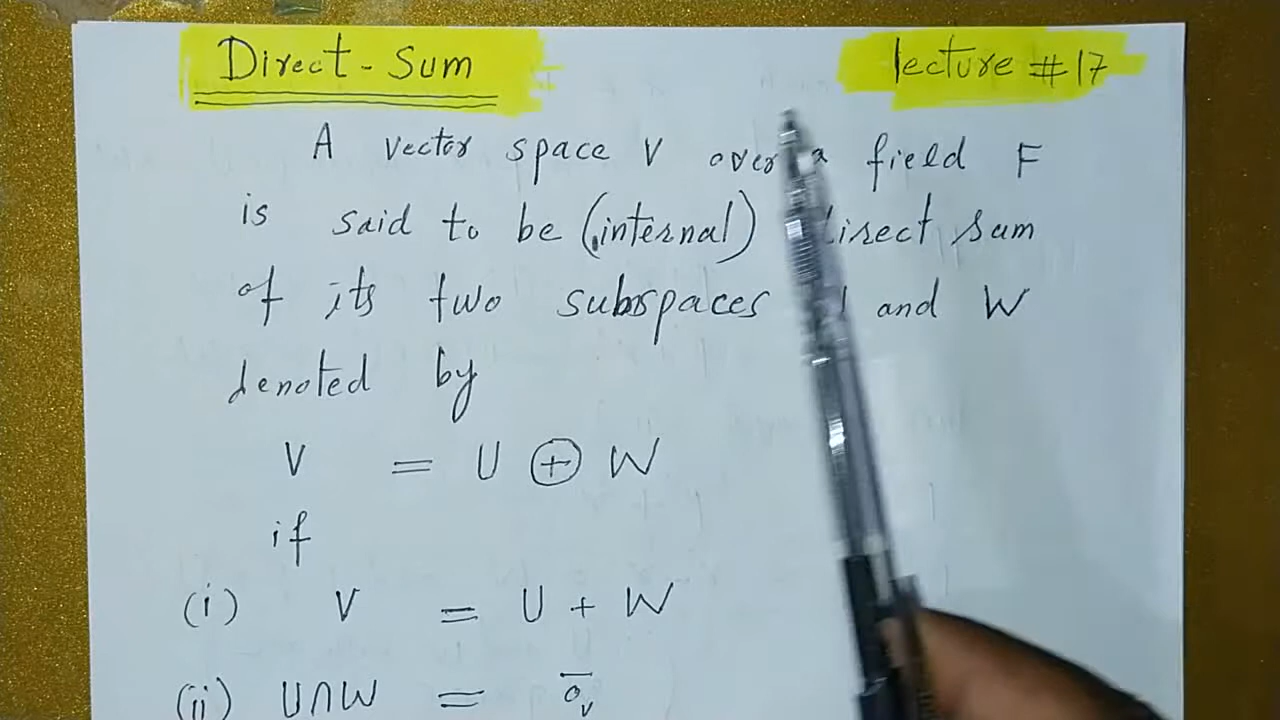 Direct - Sum
lecture # 17
A vector space V over a field F
is said to be (internal) direct sum
of its two subspaces and W
denoted by
V = U ⊕ W
if
(i) V = U + W
(ii) U∩W = o̅ᵥ